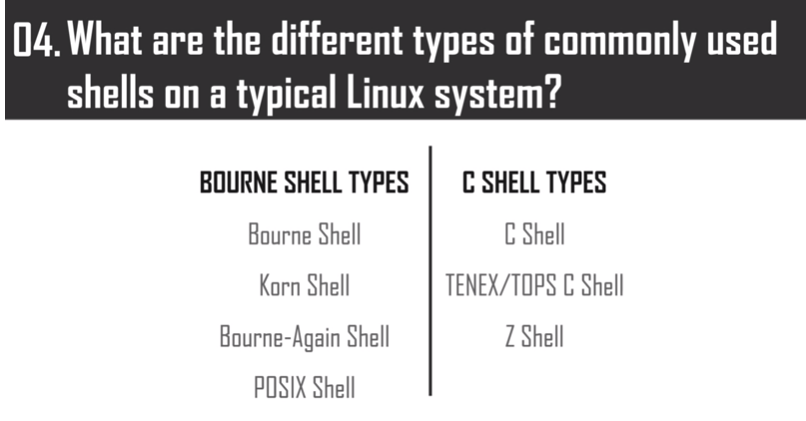 04. What are the different types of commonly used
shells on a typical Linux system?
BOURNE SHELL TYPES
Bourne Shell
Korn Shell
Bourne-Again Shell
POSIX Shell
C SHELL TYPES
C Shell
TENEX/TOPS C Shell
Z Shell